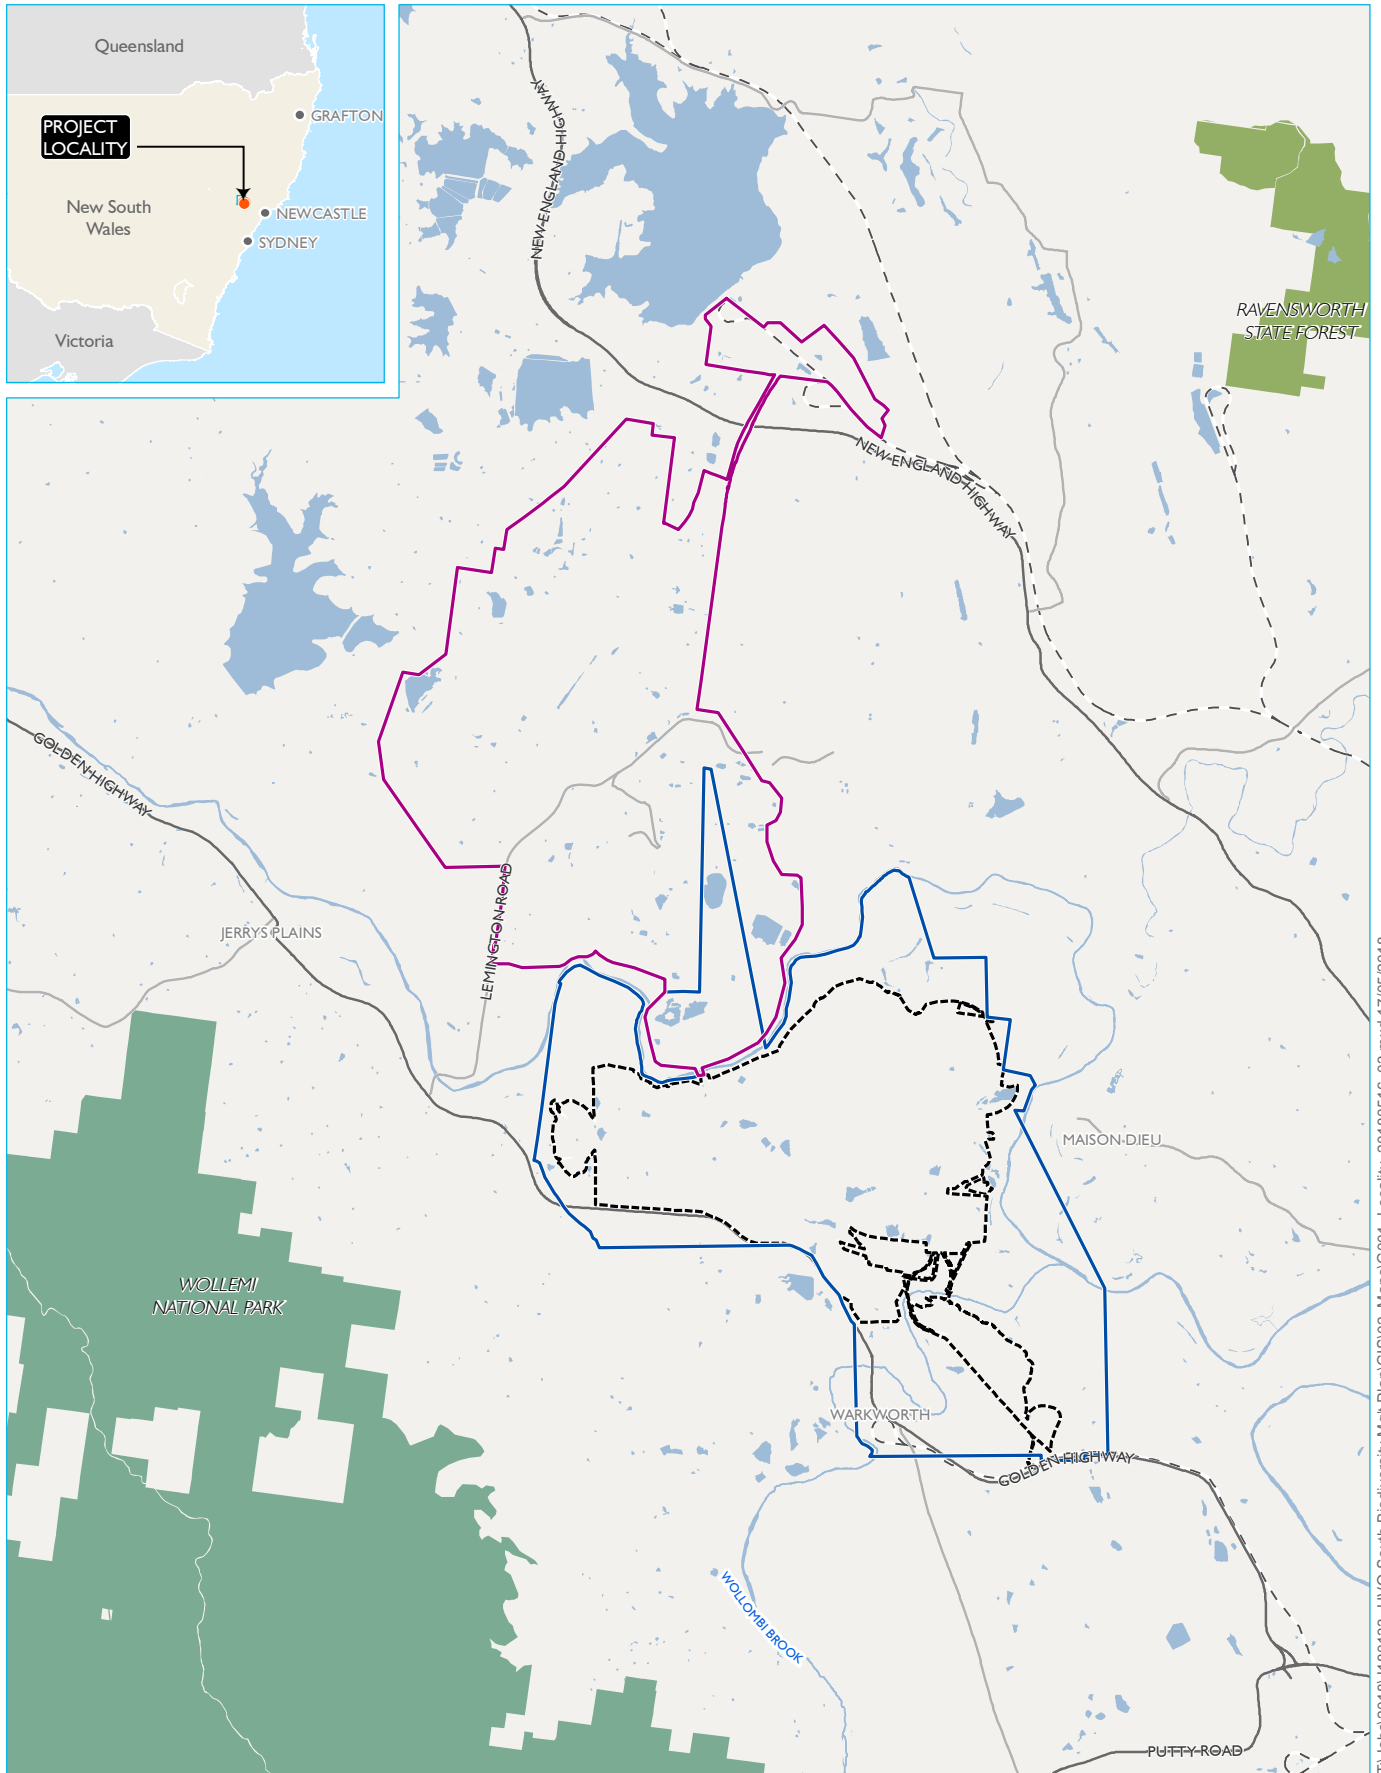 Queensland
GRAFTON
PROJECT
LOCALITY
New South
Wales
NEWCASTLE
SYDNEY
Victoria
NEW ENGLAND HIGHWAY
RAVENSWORTH
STATE FOREST
NEW ENGLAND HIGHWAY
GOLDEN HIGHWAY
JERRYS PLAINS
LEMINGTON ROAD
MAISON DIEU
WOLLEMI
NATIONAL PARK
WARKWORTH
GOLDEN HIGHWAY
WOLLOMBI BROOK
PUTTY ROAD